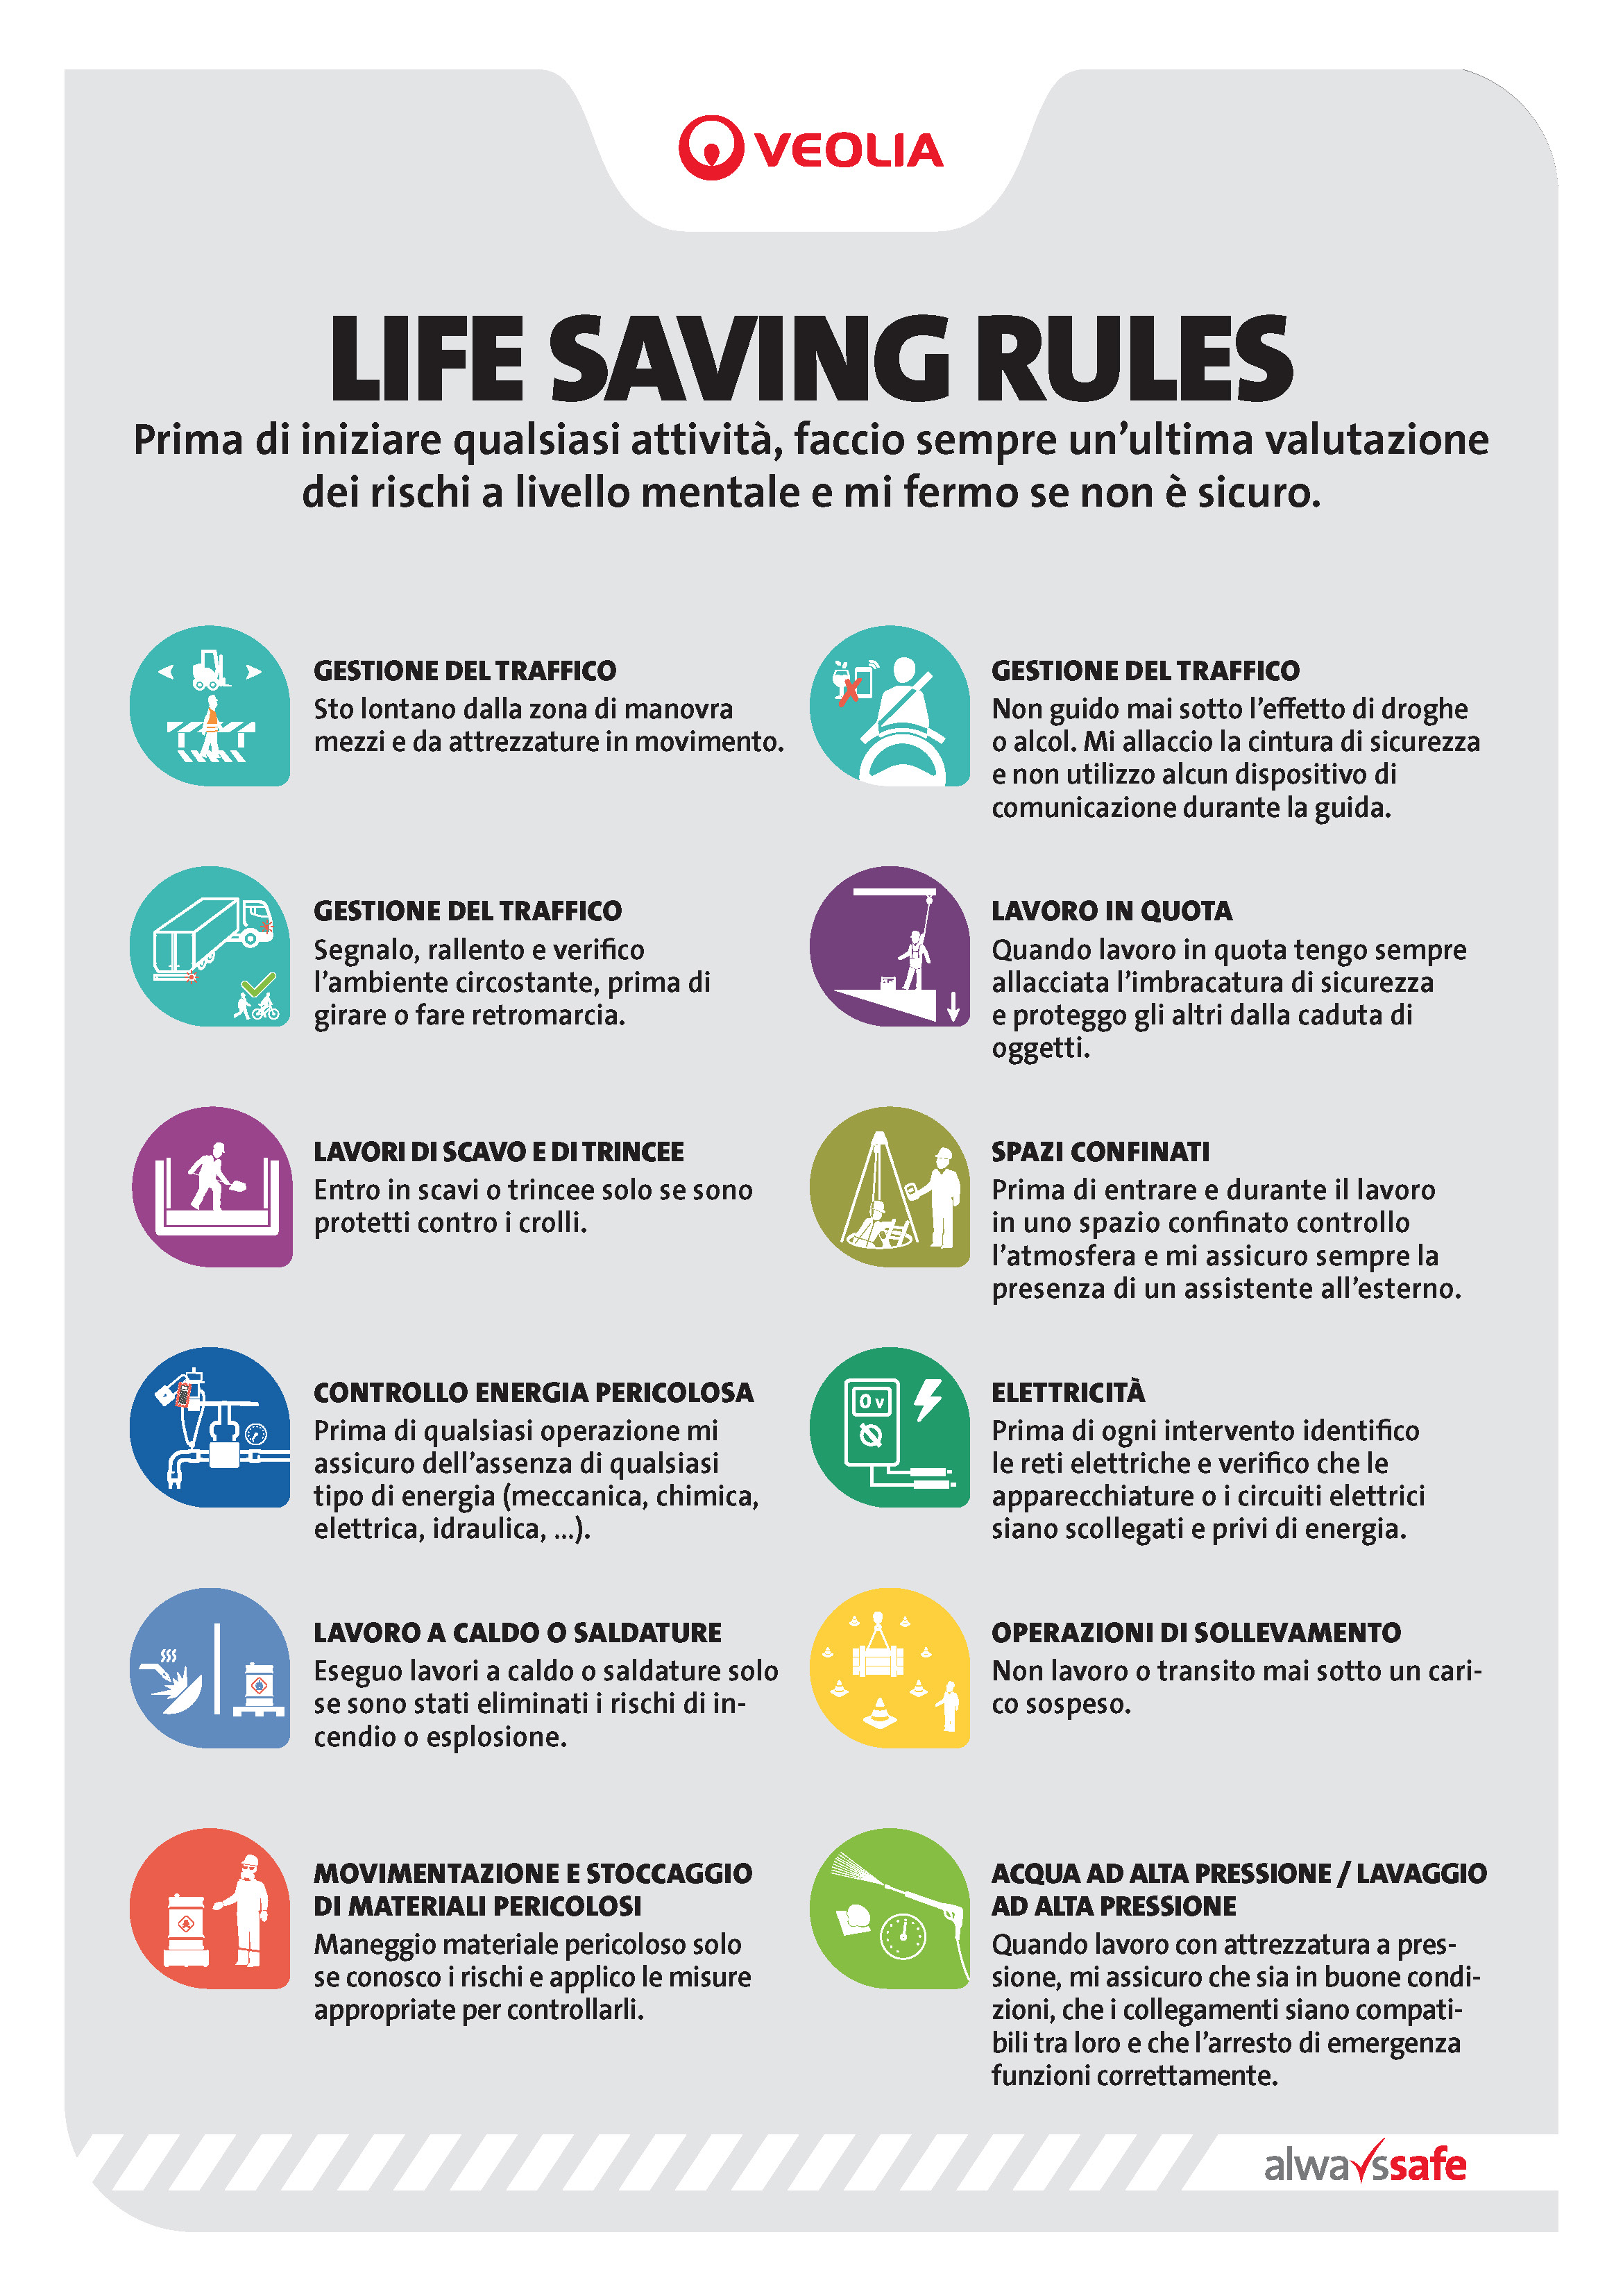 VEOLIA
LIFE SAVING RULES
Prima di iniziare qualsiasi attività, faccio sempre un'ultima valutazione
dei rischi a livello mentale e mi fermo se non è sicuro.
GESTIONE DEL TRAFFICO
Sto lontano dalla zona di manovra
mezzi e da attrezzature in movimento.
GESTIONE DEL TRAFFICO
Non guido mai sotto l'effetto di droghe
o alcol. Mi allaccio la cintura di sicurezza
e non utilizzo alcun dispositivo di
comunicazione durante la guida.
GESTIONE DEL TRAFFICO
Segnalo, rallento e verifico
l'ambiente circostante, prima di
girare o fare retromarcia.
LAVORO IN QUOTA
Quando lavoro in quota tengo sempre
allacciata l'imbracatura di sicurezza
e proteggo gli altri dalla caduta di
oggetti.
LAVORI DI SCAVO E DI TRINCEE
Entro in scavi o trincee solo se sono
protetti contro i crolli.
SPAZI CONFINATI
Prima di entrare e durante il lavoro
in uno spazio confinato controllo
l'atmosfera e mi assicuro sempre la
presenza di un assistente all'esterno.
CONTROLLO ENERGIA PERICOLOSA
Prima di qualsiasi operazione mi
assicuro dell'assenza di qualsiasi
tipo di energia (meccanica, chimica,
elettrica, idraulica, ...).
0 v
ELETTRICITÀ
Prima di ogni intervento identifico
le reti elettriche e verifico che le
apparecchiature o i circuiti elettrici
siano scollegati e privi di energia.
LAVORO A CALDO O SALDATURE
Eseguo lavori a caldo o saldature solo
se sono stati eliminati i rischi di in-
cendio o esplosione.
OPERAZIONI DI SOLLEVAMENTO
Non lavoro o transito mai sotto un cari-
co sospeso.
MOVIMENTAZIONE E STOCCAGGIO
DI MATERIALI PERICOLOSI
Maneggio materiale pericoloso solo
se conosco i rischi e applico le misure
appropriate per controllarli.
ACQUA AD ALTA PRESSIONE / LAVAGGIO
AD ALTA PRESSIONE
Quando lavoro con attrezzatura a pres-
sione, mi assicuro che sia in buone condi-
zioni, che i collegamenti siano compati-
bili tra loro e che l'arresto di emergenza
funzioni correttamente.
alwayssafe